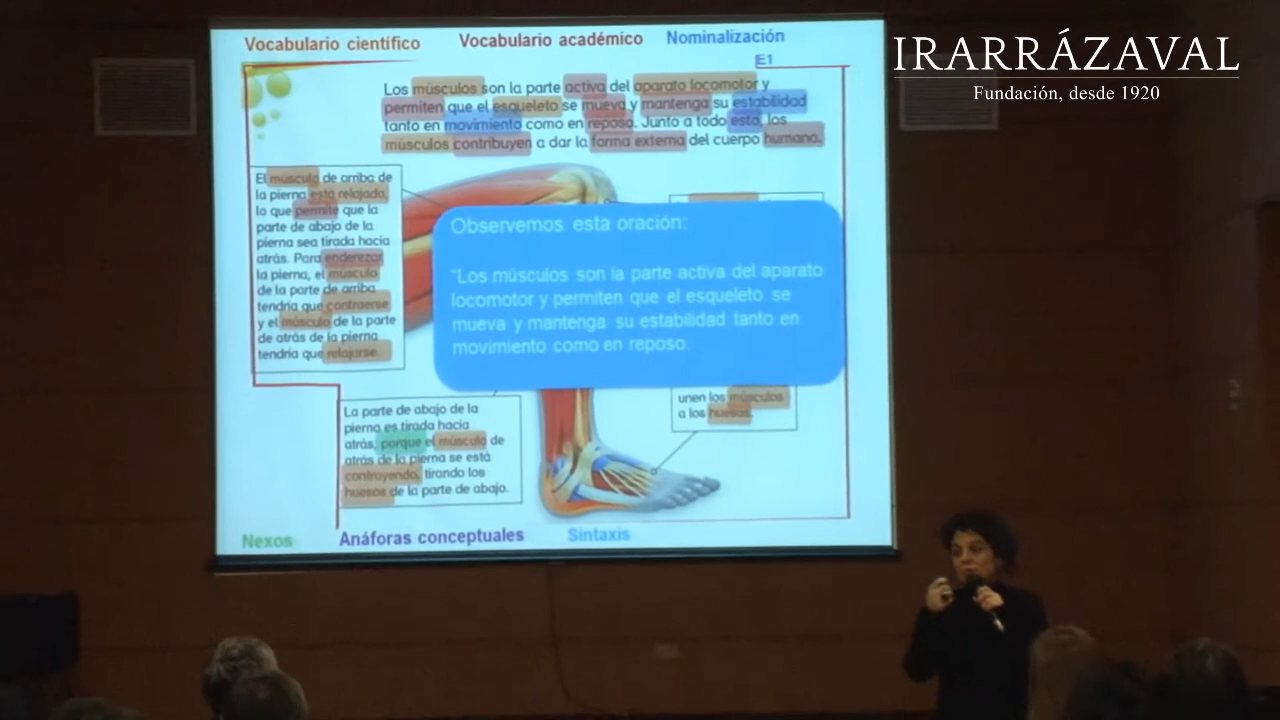 Vocabulario científico
Vocabulario académico
Nominalización
E1
Los músculos son la parte activa del aparato locomotor y
permiten que el esqueleto se mueva y mantenga su estabilidad
tanto en movimiento como en reposo. Junto a todo esto, los
músculos contribuyen a dar la forma externa del cuerpo humano.
El músculo de arriba de
la pierna está relajado,
lo que permite que la
parte de abajo de la
pierna sea tirada hacia
atrás. Para enderezar
la pierna, el músculo
de la parte de arriba
tendría que contraerse
y el músculo de la parte
de atrás de la pierna
tendría que relajarse.
Observemos esta oración:
"Los músculos son la parte activa del aparato
locomotor y permiten que el esqueleto se
mueva y mantenga su estabilidad tanto en
movimiento como en reposo.
La parte de abajo de la
pierna es tirada hacia
atrás, porque el músculo de
atrás de la pierna se está
contrayendo, tirando los
huesos de la parte de abajo.
unen los músculos
a los huesos.
Nexos
Anáforas conceptuales
Sintaxis
IRARRÁZAVAL
Fundación, desde 1920